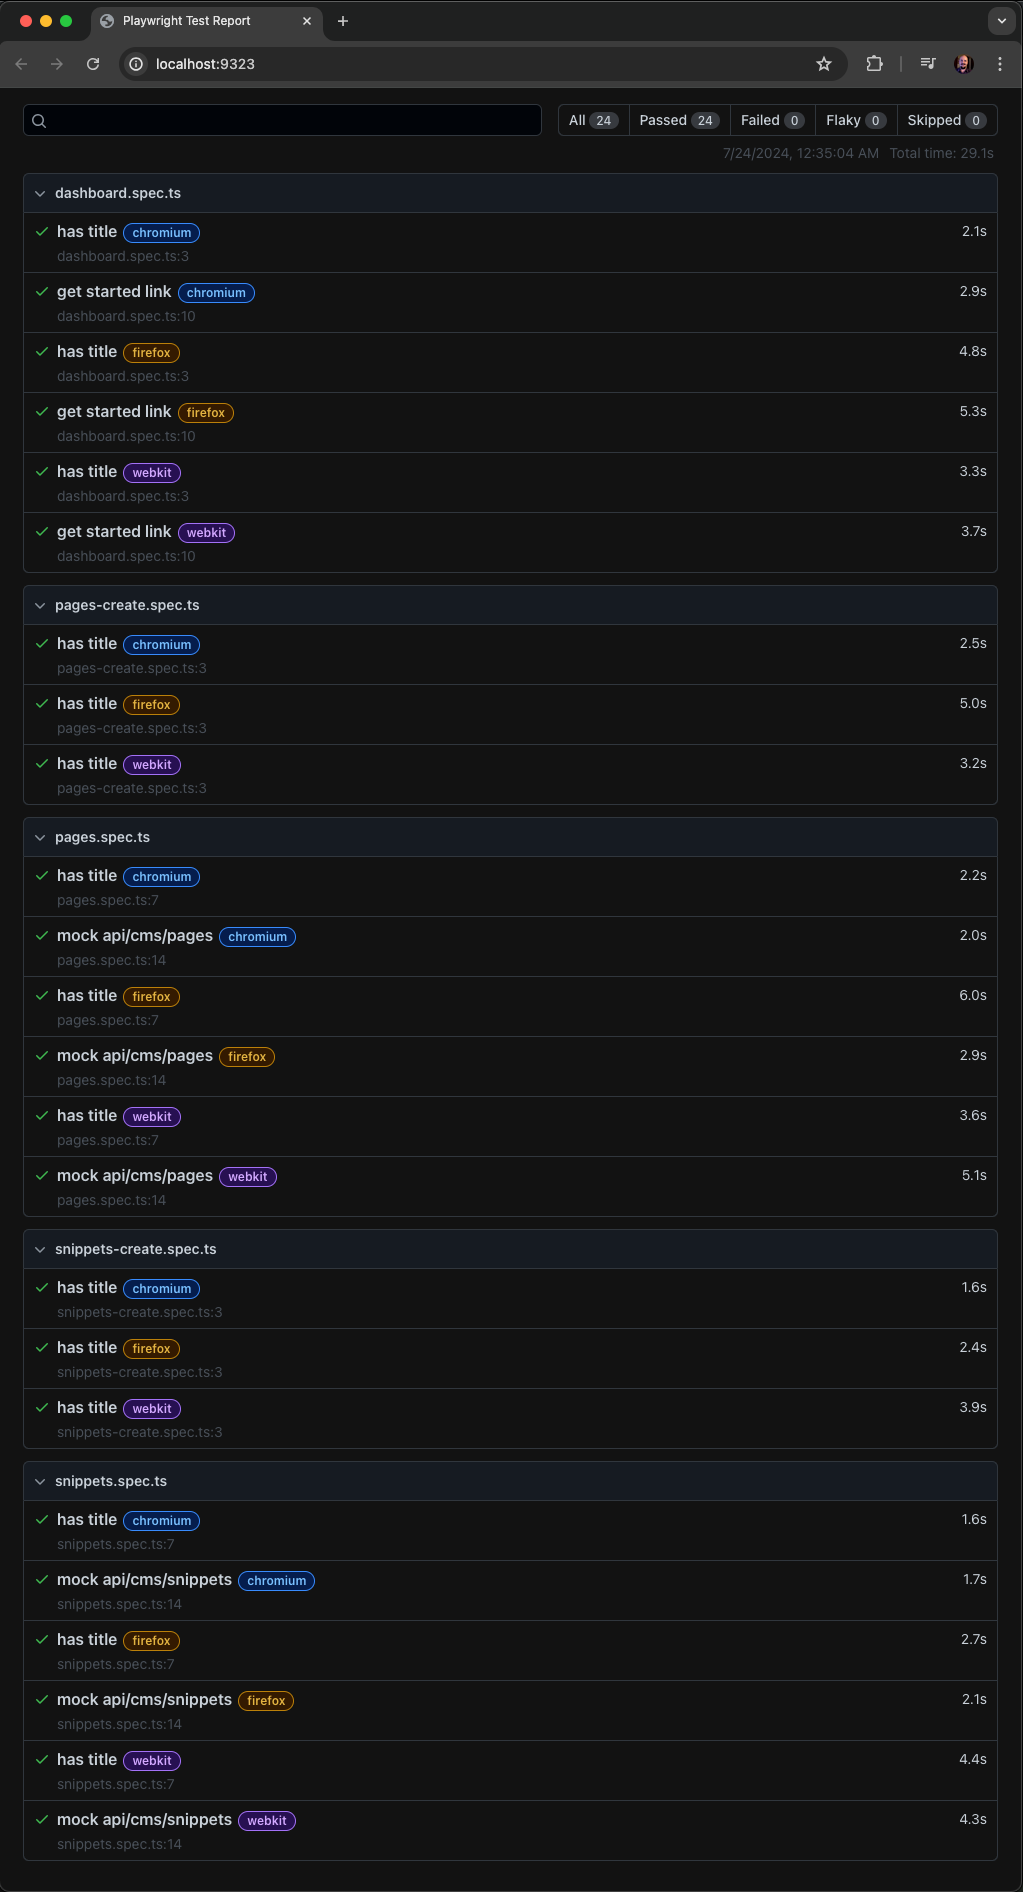 Playwright Test Report
localhost:9323
All 24 Passed 24 Failed 0 Flaky 0 Skipped 0
7/24/2024, 12:35:04 AM Total time: 29.1s
dashboard.spec.ts
has title chromium 2.1s
dashboard.spec.ts:3
get started link chromium 2.9s
dashboard.spec.ts:10
has title firefox 4.8s
dashboard.spec.ts:3
get started link firefox 5.3s
dashboard.spec.ts:10
has title webkit 3.3s
dashboard.spec.ts:3
get started link webkit 3.7s
dashboard.spec.ts:10
pages-create.spec.ts
has title chromium 2.5s
pages-create.spec.ts:3
has title firefox 5.0s
pages-create.spec.ts:3
has title webkit 3.2s
pages-create.spec.ts:3
pages.spec.ts
has title chromium 2.2s
pages.spec.ts:7
mock api/cms/pages chromium 2.0s
pages.spec.ts:14
has title firefox 6.0s
pages.spec.ts:7
mock api/cms/pages firefox 2.9s
pages.spec.ts:14
has title webkit 3.6s
pages.spec.ts:7
mock api/cms/pages webkit 5.1s
pages.spec.ts:14
snippets-create.spec.ts
has title chromium 1.6s
snippets-create.spec.ts:3
has title firefox 2.4s
snippets-create.spec.ts:3
has title webkit 3.9s
snippets-create.spec.ts:3
snippets.spec.ts
has title chromium 1.6s
snippets.spec.ts:7
mock api/cms/snippets chromium 1.7s
snippets.spec.ts:14
has title firefox 2.7s
snippets.spec.ts:7
mock api/cms/snippets firefox 2.1s
snippets.spec.ts:14
has title webkit 4.4s
snippets.spec.ts:7
mock api/cms/snippets webkit 4.3s
snippets.spec.ts:14